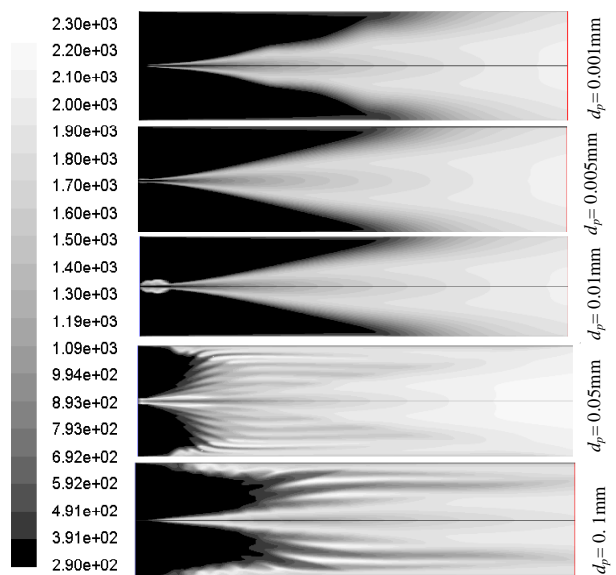 2.30e+03
2.20e+03
2.10e+03
2.00e+03
1.90e+03
1.80e+03
1.70e+03
1.60e+03
1.50e+03
1.40e+03
1.30e+03
1.19e+03
1.09e+03
9.94e+02
8.93e+02
7.93e+02
6.92e+02
5.92e+02
4.91e+02
3.91e+02
2.90e+02
dp= 0.001mm
dp= 0.005mm
dp= 0.01mm
dp= 0.05mm
dp= 0. 1mm